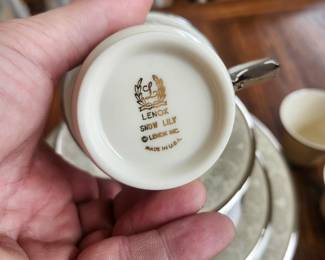 LENOX
SNOW LILY
© LENOX INC.
MADE IN U.S.A.